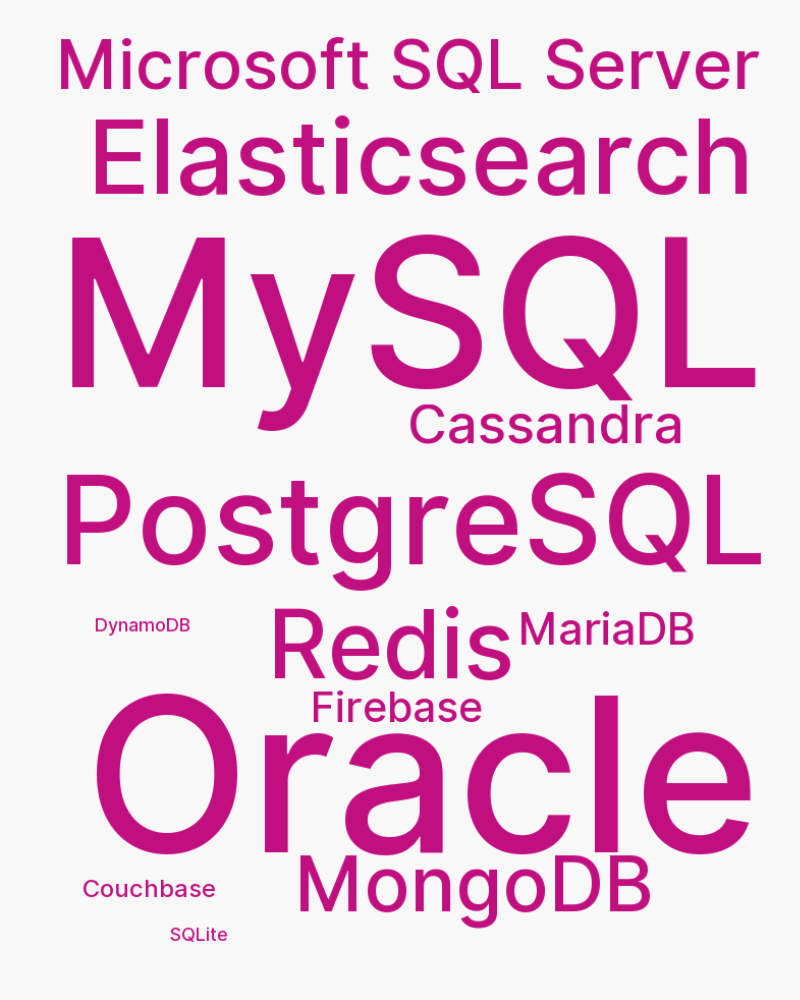 Microsoft SQL Server
Elasticsearch
MySQL
Cassandra
PostgreSQL
DynamoDB
Redis
MariaDB
Firebase
Oracle
MongoDB
Couchbase
SQLite